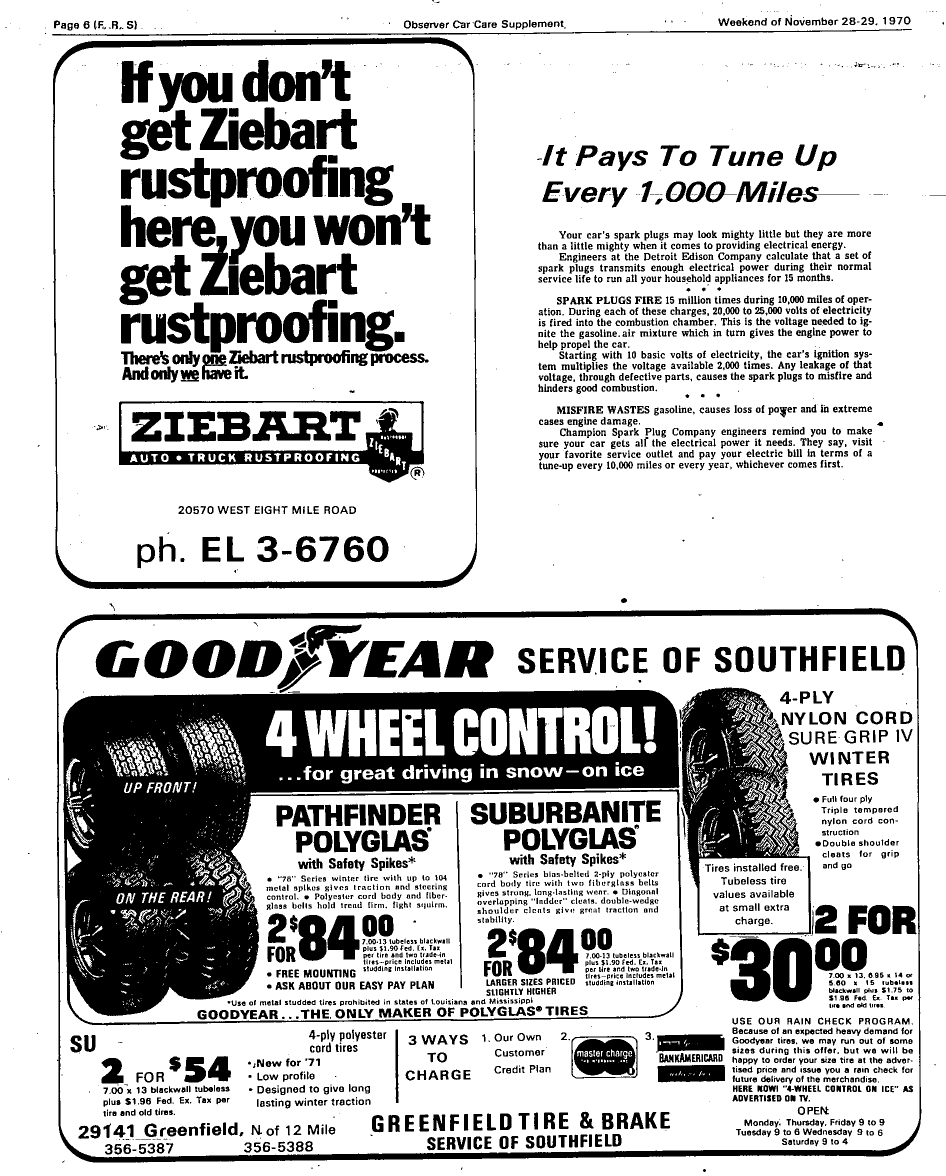 Page 6 (F. R. S)
Observer Car Care Supplement
Weekend of November 28-29, 1970
If you don't
get Ziebart
rustproofing
here, you won't
get Ziebart
rustproofing.
There's only one Ziebart rustproofing process.
And only we have it.
ZIEBART
AUTO • TRUCK RUSTPROOFING
ZIEBART
®
20570 WEST EIGHT MILE ROAD
ph. EL 3-6760
It Pays To Tune Up
Every 1,000 Miles
Your car's spark plugs may look mighty little but they are more
than a little mighty when it comes to providing electrical energy.
Engineers at the Detroit Edison Company calculate that a set of
spark plugs transmits enough electrical power during their normal
service life to run all your household appliances for 15 months.
* * *
SPARK PLUGS FIRE 15 million times during 10,000 miles of oper-
ation. During each of these charges, 20,000 to 25,000 volts of electricity
is fired into the combustion chamber. This is the voltage needed to ig-
nite the gasoline air mixture which in turn gives the engine power to
help propel the car.
Starting with 10 basic volts of electricity, the car's ignition sys-
tem multiplies the voltage available 2,000 times. Any leakage of that
voltage, through defective parts, causes the spark plugs to misfire and
hinders good combustion.
* * *
MISFIRE WASTES gasoline, causes loss of power and in extreme
cases engine damage.
Champion Spark Plug Company engineers remind you to make
sure your car gets all the electrical power it needs. They say, visit
your favorite service outlet and pay your electric bill in terms of a
tune-up every 10,000 miles or every year, whichever comes first.
GOODYEAR SERVICE OF SOUTHFIELD
4 WHEEL CONTROL!
...for great driving in snow—on ice
UP FRONT!
ON THE REAR!
PATHFINDER
POLYGLAS®
with Safety Spikes*
• "78" Series winter tire with up to 104
metal spikes gives traction and steering
control. • Polyester cord body and fiber-
glass belts hold tread firm, fight squirm.
2 FOR $84.00
7.00-13 tubeless blackwall
plus $1.90 Fed. Ex. Tax
per tire and two trade-in
tires—price includes metal
studding installation
• FREE MOUNTING
• ASK ABOUT OUR EASY PAY PLAN
SUBURBANITE
POLYGLAS®
with Safety Spikes*
• "78" Series bias-belted 2-ply polyester
cord body tire with two fiberglass belts
gives strong, long-lasting wear. • Diagonal
overlapping "ladder" cleats, double-wedge
shoulder cleats give great traction and
stability.
2 FOR $84.00
7.00-13 tubeless blackwall
plus $1.90 Fed. Ex. Tax
per tire and two trade-in
tires—price includes metal
studding installation
LARGER SIZES PRICED
SLIGHTLY HIGHER
*Use of metal studded tires prohibited in states of Louisiana and Mississippi
GOODYEAR...THE ONLY MAKER OF POLYGLAS® TIRES
4-PLY
NYLON CORD
SURE GRIP IV
WINTER
TIRES
• Full four ply
Triple tempered
nylon cord con-
struction
• Double shoulder
cleats for grip
and go
Tires installed free.
Tubeless tire
values available
at small extra
charge.
2 FOR
$30.00
7.00 x 13, 6.95 x 14 or
5.60 x 15 tubeless
blackwall plus $1.75 to
$1.96 Fed. Ex. Tax per
tire and old tires.
USE OUR RAIN CHECK PROGRAM.
Because of an expected heavy demand for
Goodyear tires, we may run out of some
sizes during this offer, but we will be
happy to order your size tire at the adver-
tised price and issue you a rain check for
future delivery of the merchandise.
HERE NOW! "4-WHEEL CONTROL ON ICE" AS
ADVERTISED ON TV.
OPEN:
Monday, Thursday, Friday 9 to 9
Tuesday 9 to 6 Wednesday 9 to 6
Saturday 9 to 4
SU
2 FOR $54
7.00 x 13 blackwall tubeless
plus $1.96 Fed. Ex. Tax per
tire and old tires.
4-ply polyester
cord tires
• New for '71
• Low profile
• Designed to give long
lasting winter traction
3 WAYS
TO
CHARGE
1. Our Own
Customer
Credit Plan
2.
master charge
THE INTERBANK CARD
3.
BANKAMERICARD
29141 Greenfield, N of 12 Mile
356-5387 356-5388
GREENFIELD TIRE & BRAKE
SERVICE OF SOUTHFIELD